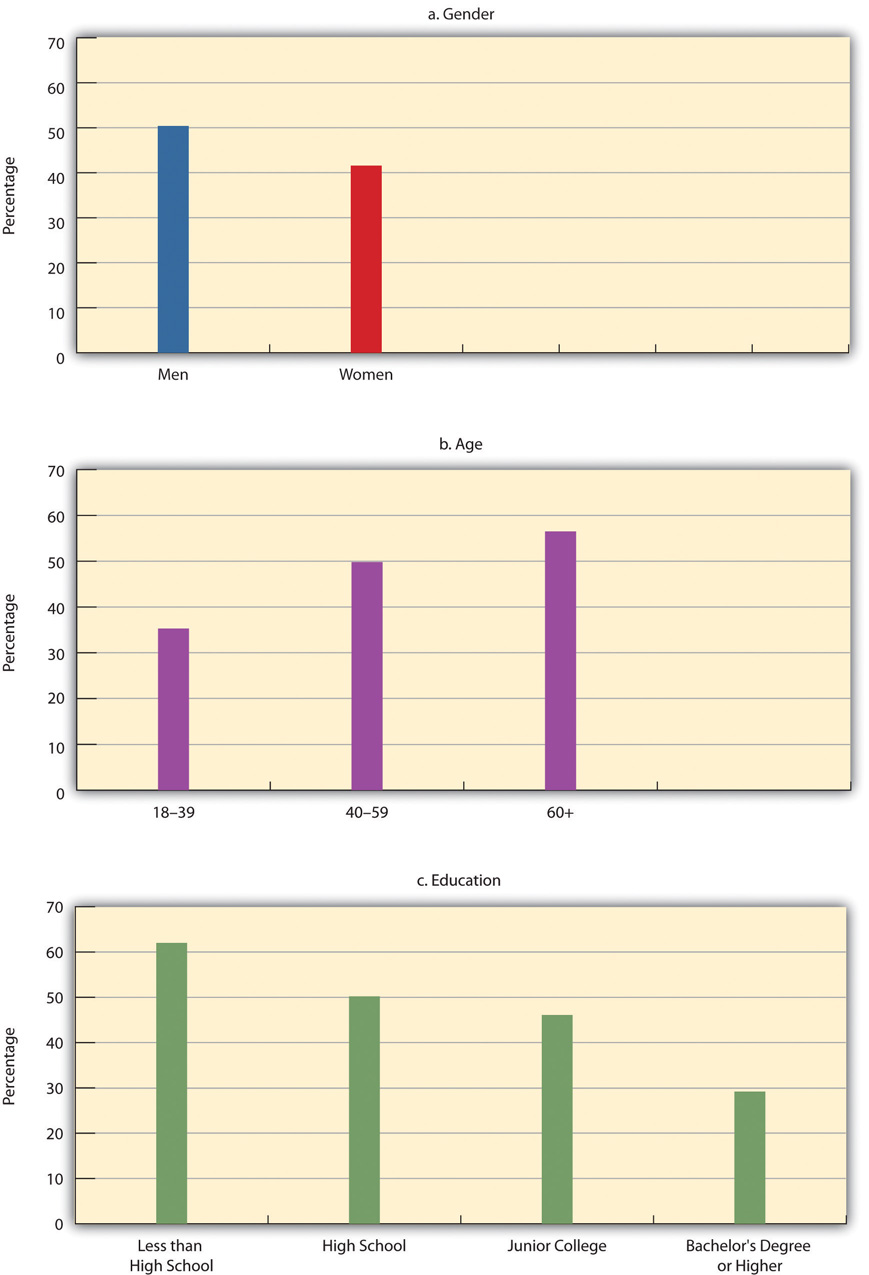 a. Gender
70
60
50
40
30
20
10
0
Percentage
Men Women
b. Age
70
60
50
40
30
20
10
0
Percentage
18–39 40–59 60+
c. Education
70
60
50
40
30
20
10
0
Percentage
Less than High School Junior College Bachelor's Degree
High School or Higher